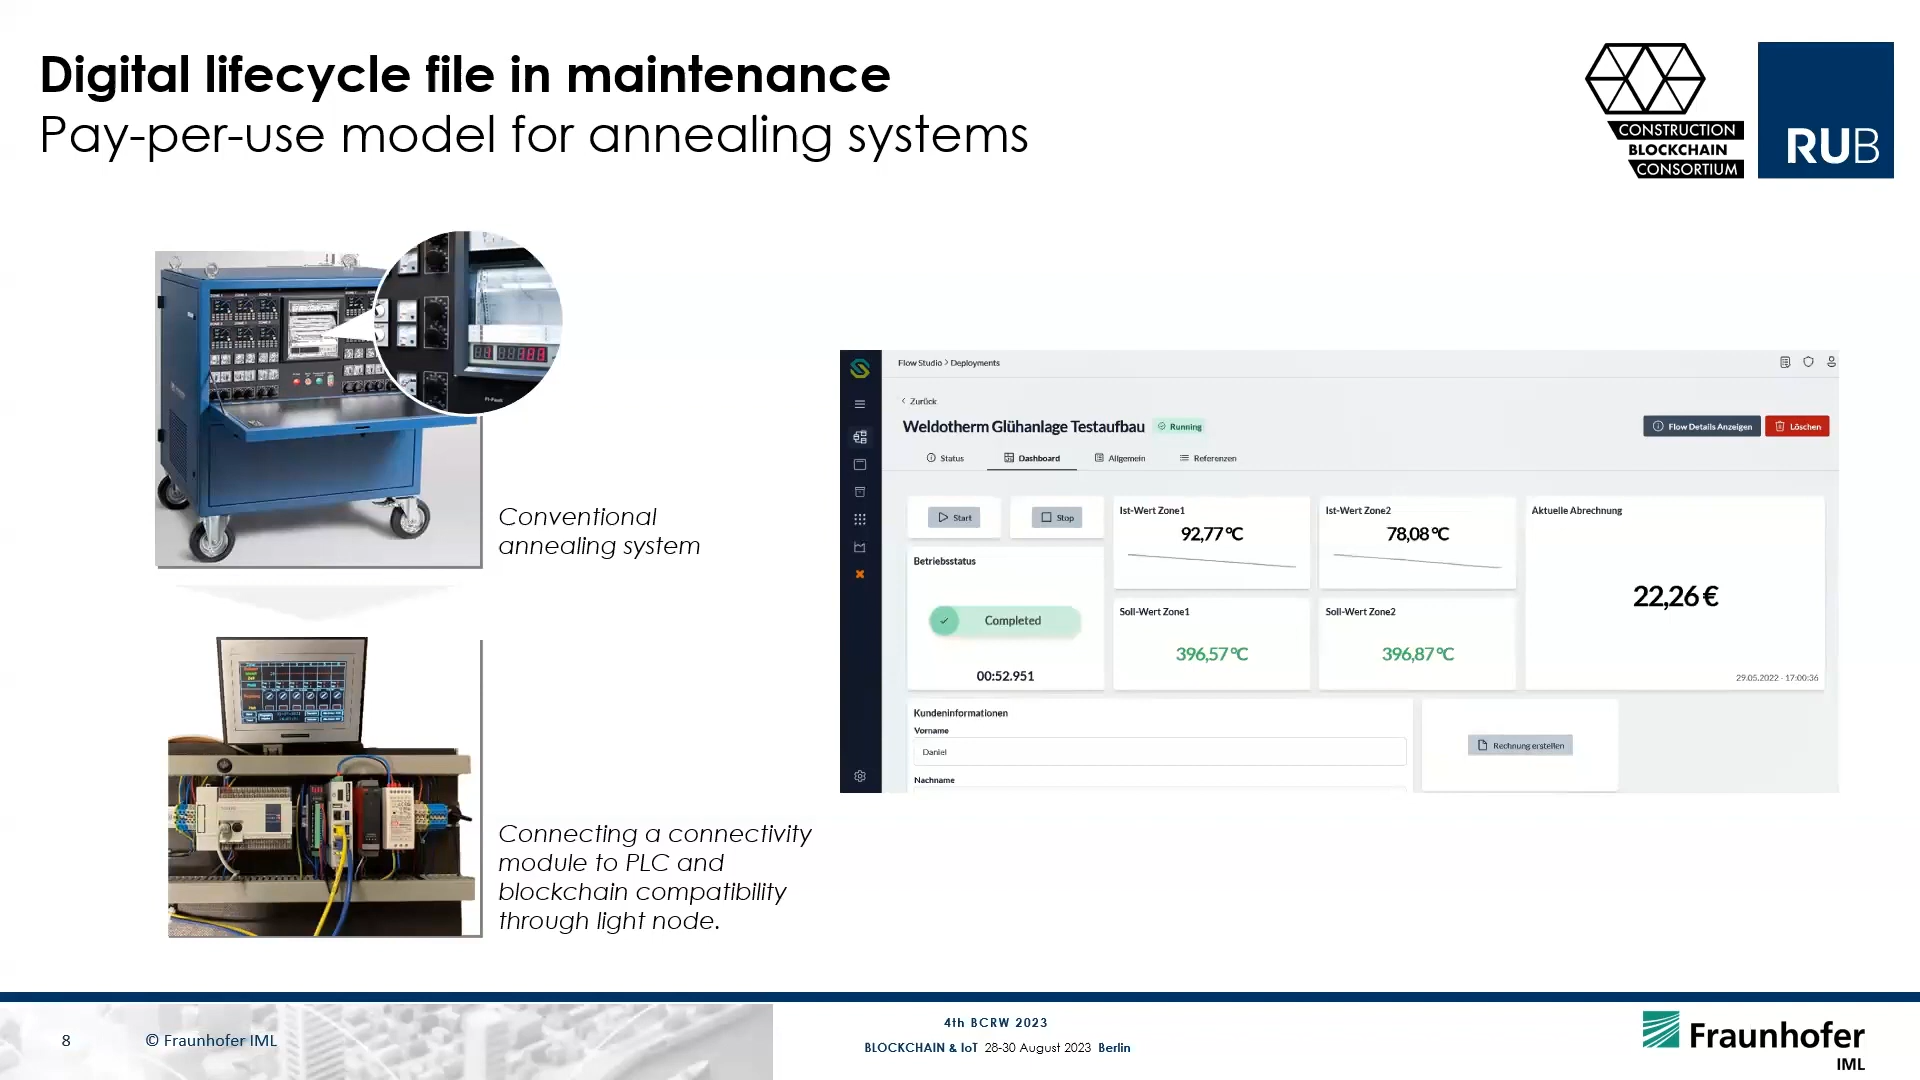 Digital lifecycle file in maintenance
Pay-per-use model for annealing systems
CONSTRUCTION
BLOCKCHAIN
CONSORTIUM
RUB
Conventional
annealing system
Connecting a connectivity
module to PLC and
blockchain compatibility
through light node.
Flow Studio > Deployments
Zurück
Weldotherm Glühanlage Testaufbau
Running
Flow Details Anzeigen
Löschen
Status
Dashboard
Allgemein
Referenzen
Start
Stop
Betriebsstatus
Completed
00:52.951
Ist-Wert Zone1
92,77 °C
Ist-Wert Zone2
78,08 °C
Soll-Wert Zone1
396,57 °C
Soll-Wert Zone2
396,87 °C
Aktuelle Abrechnung
22,26 €
29.05.2022 - 17:00:36
Kundeninformationen
Vorname
Daniel
Nachname
Rechnung erstellen
8
© Fraunhofer IML
4th BCRW 2023
BLOCKCHAIN & IoT 28-30 August 2023 Berlin
Fraunhofer
IML